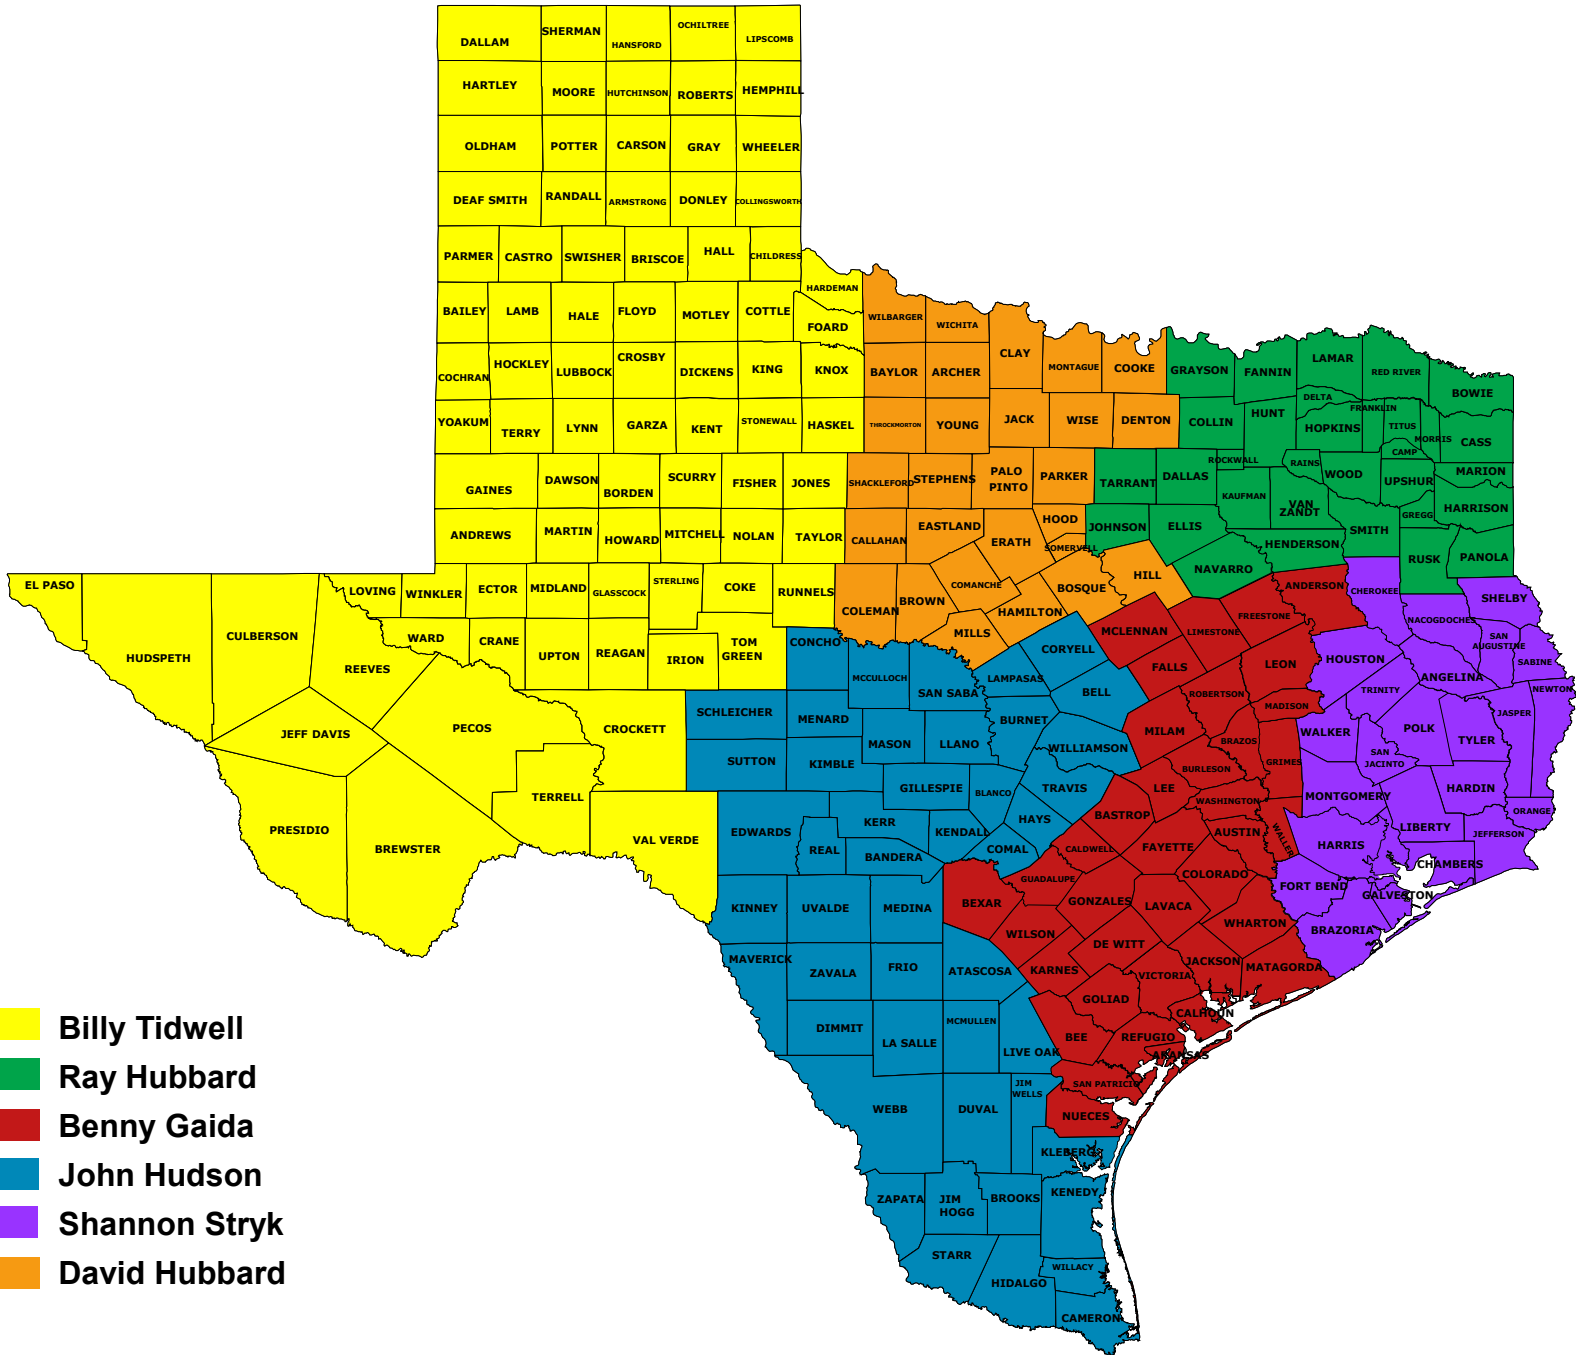 DALLAM SHERMAN HANSFORD OCHILTREE LIPSCOMB
HARTLEY MOORE HUTCHINSON ROBERTS HEMPHILL
OLDHAM POTTER CARSON GRAY WHEELER
DEAF SMITH RANDALL ARMSTRONG DONLEY COLLINGSWORTH
PARMER CASTRO SWISHER BRISCOE HALL CHILDRESS
HARDEMAN
BAILEY LAMB HALE FLOYD MOTLEY COTTLE FOARD WILBARGER WICHITA
COCHRAN HOCKLEY LUBBOCK CROSBY DICKENS KING KNOX BAYLOR ARCHER CLAY MONTAGUE COOKE GRAYSON FANNIN LAMAR RED RIVER BOWIE
YOAKUM TERRY LYNN GARZA KENT STONEWALL HASKEL THROCKMORTON YOUNG JACK WISE DENTON COLLIN HUNT DELTA HOPKINS FRANKLIN TITUS MORRIS CASS
GAINES DAWSON BORDEN SCURRY FISHER JONES SHACKLEFORD STEPHENS PALO
PINTO PARKER TARRANT DALLAS ROCKWALL KAUFMAN RAINS WOOD CAMP UPSHUR MARION
ANDREWS MARTIN HOWARD MITCHELL NOLAN TAYLOR CALLAHAN EASTLAND ERATH HOOD SOMERVELL JOHNSON ELLIS VAN
ZANDT HENDERSON SMITH GREGG HARRISON RUSK PANOLA
EL PASO HUDSPETH CULBERSON REEVES LOVING WINKLER ECTOR MIDLAND GLASSCOCK STERLING COKE RUNNELS COLEMAN BROWN COMANCHE HAMILTON BOSQUE HILL NAVARRO ANDERSON CHEROKEE SHELBY
WARD CRANE UPTON REAGAN IRION TOM
GREEN CONCHO MILLS CORYELL MCLENNAN LIMESTONE FREESTONE NACOGDOCHES SAN
AUGUSTINE SABINE
JEFF DAVIS PECOS CROCKETT SCHLEICHER MENARD MCCULLOCH SAN SABA LAMPASAS BELL FALLS LEON HOUSTON ANGELINA NEWTON
BURNET ROBERTSON MADISON TRINITY JASPER
TERRELL SUTTON KIMBLE MASON LLANO WILLIAMSON MILAM BRAZOS GRIMES WALKER SAN
JACINTO POLK TYLER
PRESIDIO BREWSTER VAL VERDE EDWARDS KERR GILLESPIE BLANCO TRAVIS BURLESON LEE WASHINGTON MONTGOMERY HARDIN ORANGE
REAL BANDERA KENDALL HAYS COMAL BASTROP CALDWELL FAYETTE AUSTIN WALLER HARRIS LIBERTY JEFFERSON CHAMBERS
KINNEY UVALDE MEDINA BEXAR GUADALUPE GONZALES LAVACA COLORADO FORT BEND GALVESTON
MAVERICK ZAVALA FRIO ATASCOSA WILSON KARNES DE WITT WHARTON BRAZORIA
DIMMIT LA SALLE MCMULLEN LIVE OAK BEE GOLIAD VICTORIA JACKSON MATAGORDA
REFUGIO CALHOUN ARANSAS
WEBB DUVAL JIM
WELLS SAN PATRICIO NUECES
KLEBERG
ZAPATA JIM
HOGG BROOKS KENEDY
STARR HIDALGO WILLACY
CAMERON
Billy Tidwell
Ray Hubbard
Benny Gaida
John Hudson
Shannon Stryk
David Hubbard